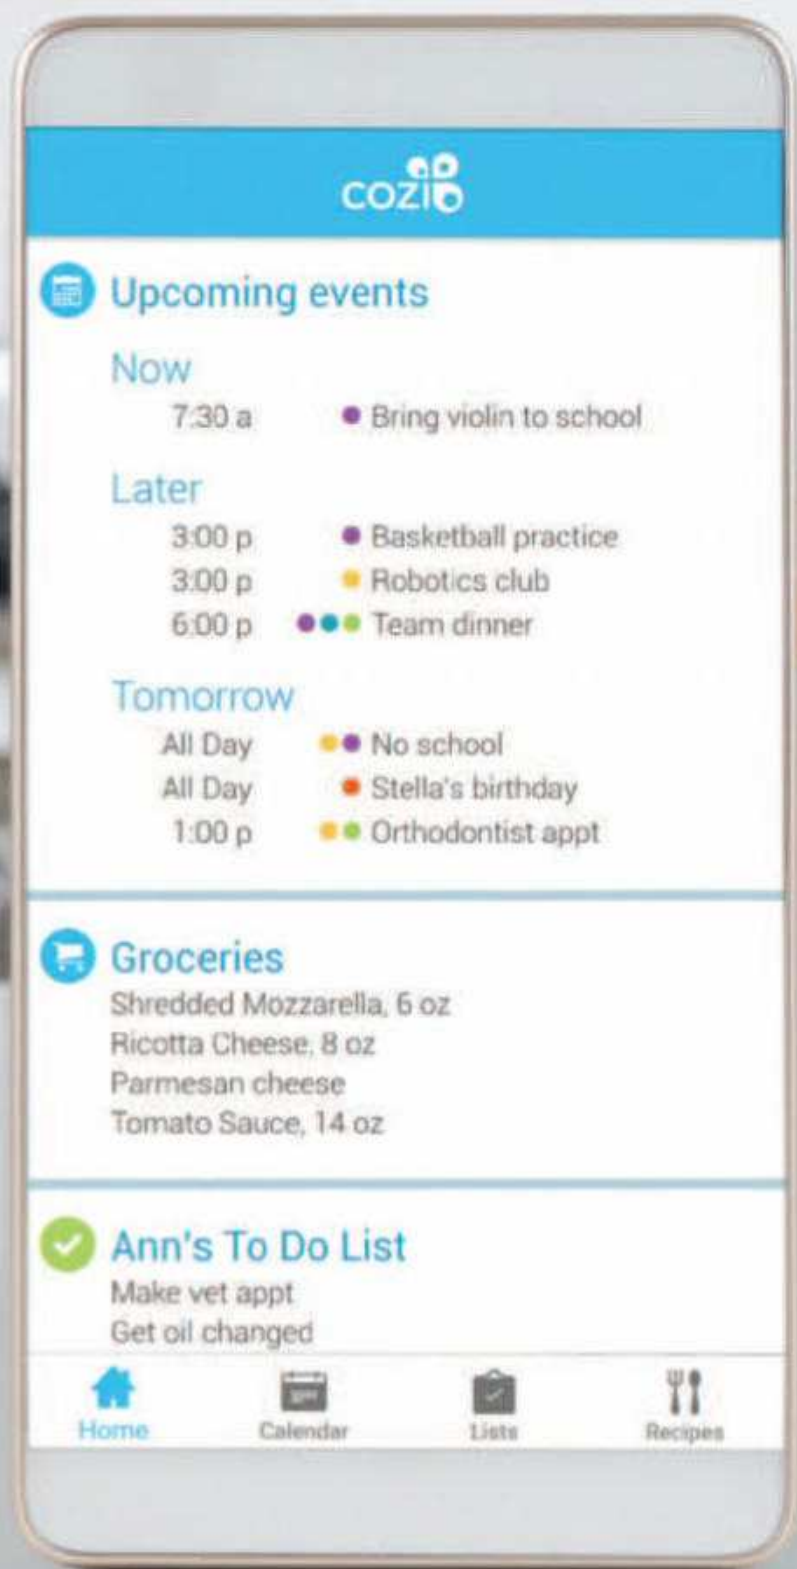 cozi
Upcoming events
Now
7:30 a Bring violin to school
Later
3:00 p Basketball practice
3:00 p Robotics club
6:00 p Team dinner
Tomorrow
All Day No school
All Day Stella's birthday
1:00 p Orthodontist appt
Groceries
Shredded Mozzarella, 6 oz
Ricotta Cheese, 8 oz
Parmesan cheese
Tomato Sauce, 14 oz
Ann's To Do List
Make vet appt
Get oil changed
Home Calendar Lists Recipes